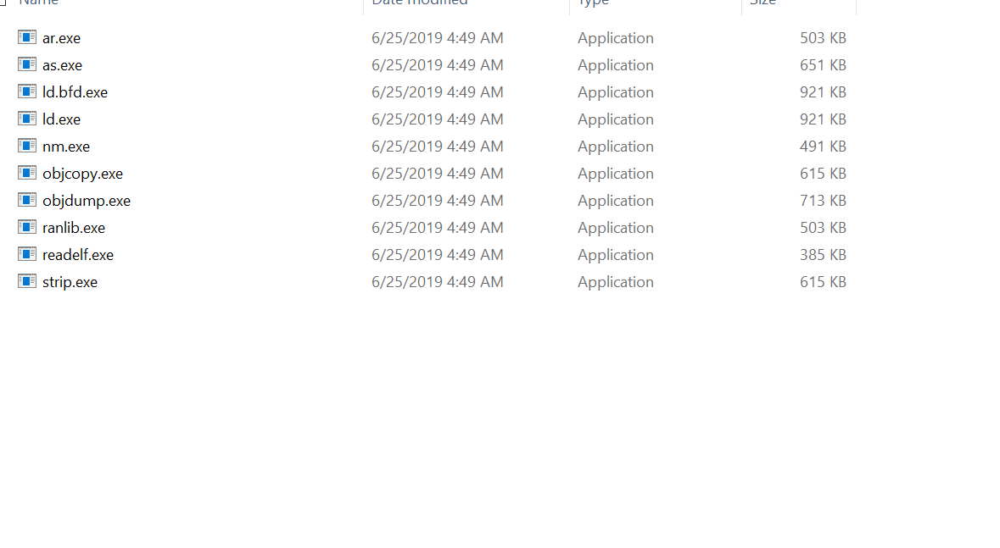 Name Date modified Type Size
ar.exe 6/25/2019 4:49 AM Application 503 KB
as.exe 6/25/2019 4:49 AM Application 651 KB
ld.bfd.exe 6/25/2019 4:49 AM Application 921 KB
ld.exe 6/25/2019 4:49 AM Application 921 KB
nm.exe 6/25/2019 4:49 AM Application 491 KB
objcopy.exe 6/25/2019 4:49 AM Application 615 KB
objdump.exe 6/25/2019 4:49 AM Application 713 KB
ranlib.exe 6/25/2019 4:49 AM Application 503 KB
readelf.exe 6/25/2019 4:49 AM Application 385 KB
strip.exe 6/25/2019 4:49 AM Application 615 KB